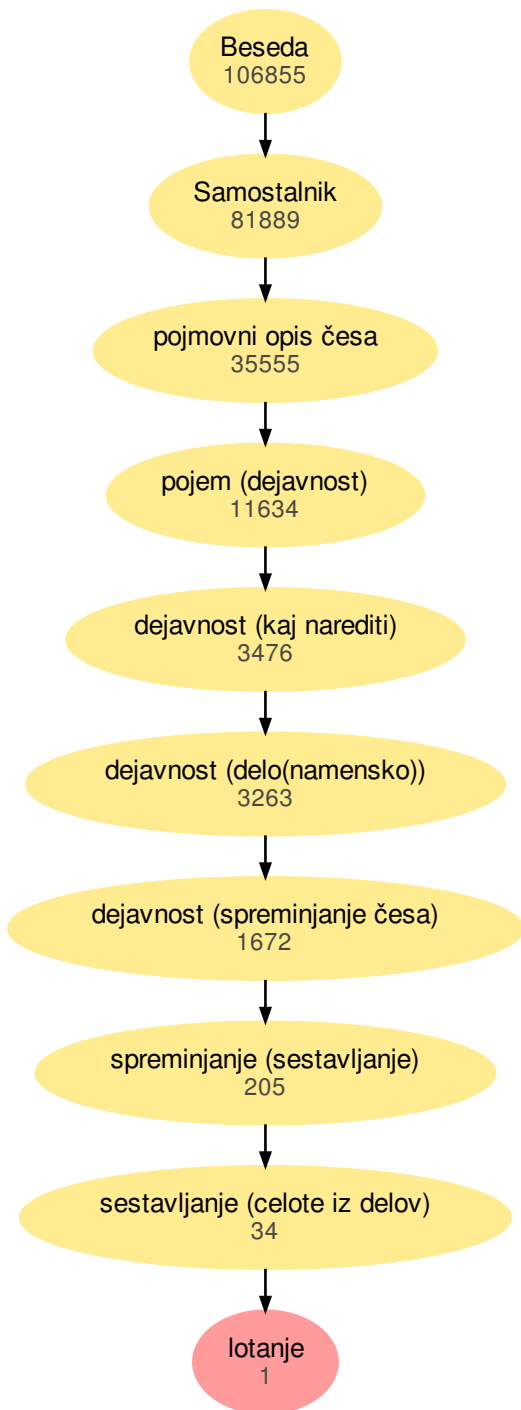 Beseda
106855
Samostalnik
81889
pojmovni opis česa
35555
pojem (dejavnost)
11634
dejavnost (kaj narediti)
3476
dejavnost (delo(namensko))
3263
dejavnost (spreminjanje česa)
1672
spreminjanje (sestavljanje)
205
sestavljanje (celote iz delov)
34
lotanje
1